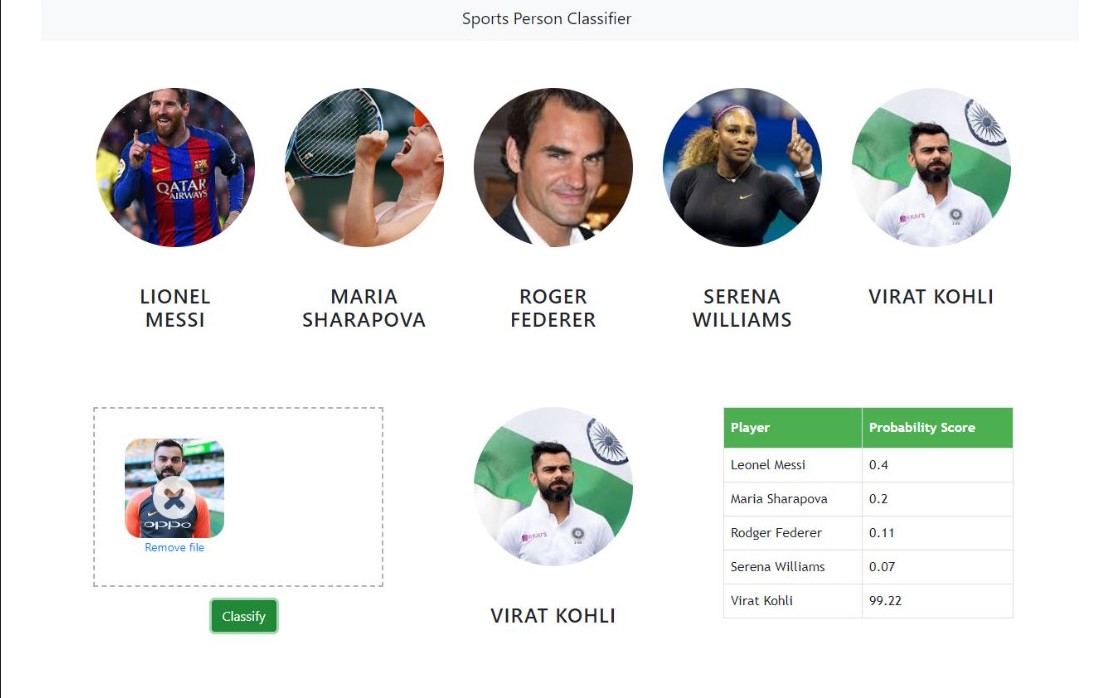 Sports Person Classifier
QATAR
AIRWAYS
LIONEL
MESSI
MARIA
SHARAPOVA
ROGER
FEDERER
SERENA
WILLIAMS
VIRAT KOHLI
oppo
Remove file
Classify
VIRAT KOHLI
Player Probability Score
Leonel Messi 0.4
Maria Sharapova 0.2
Rodger Federer 0.11
Serena Williams 0.07
Virat Kohli 99.22